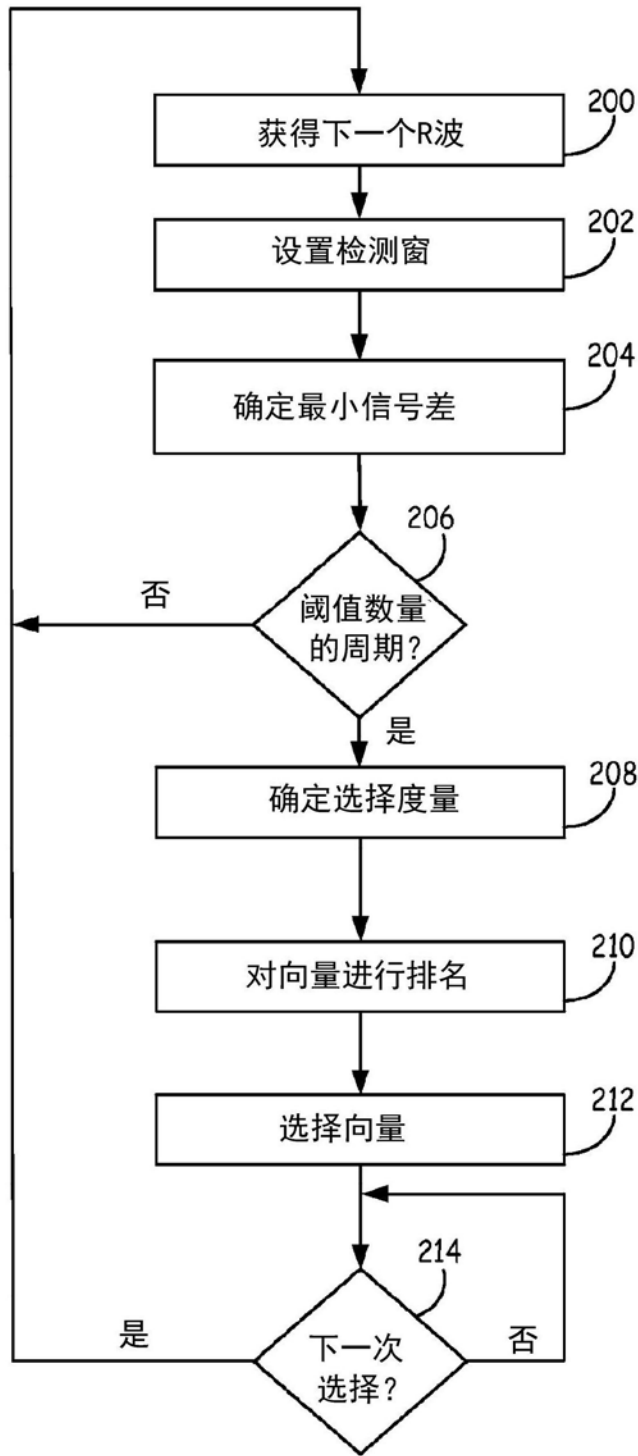 获得下一个R波
200
设置检测窗
202
确定最小信号差
204
206
阈值数量
的周期？
否
是
确定选择度量
208
对向量进行排名
210
选择向量
212
214
下一次
选择？
是
否